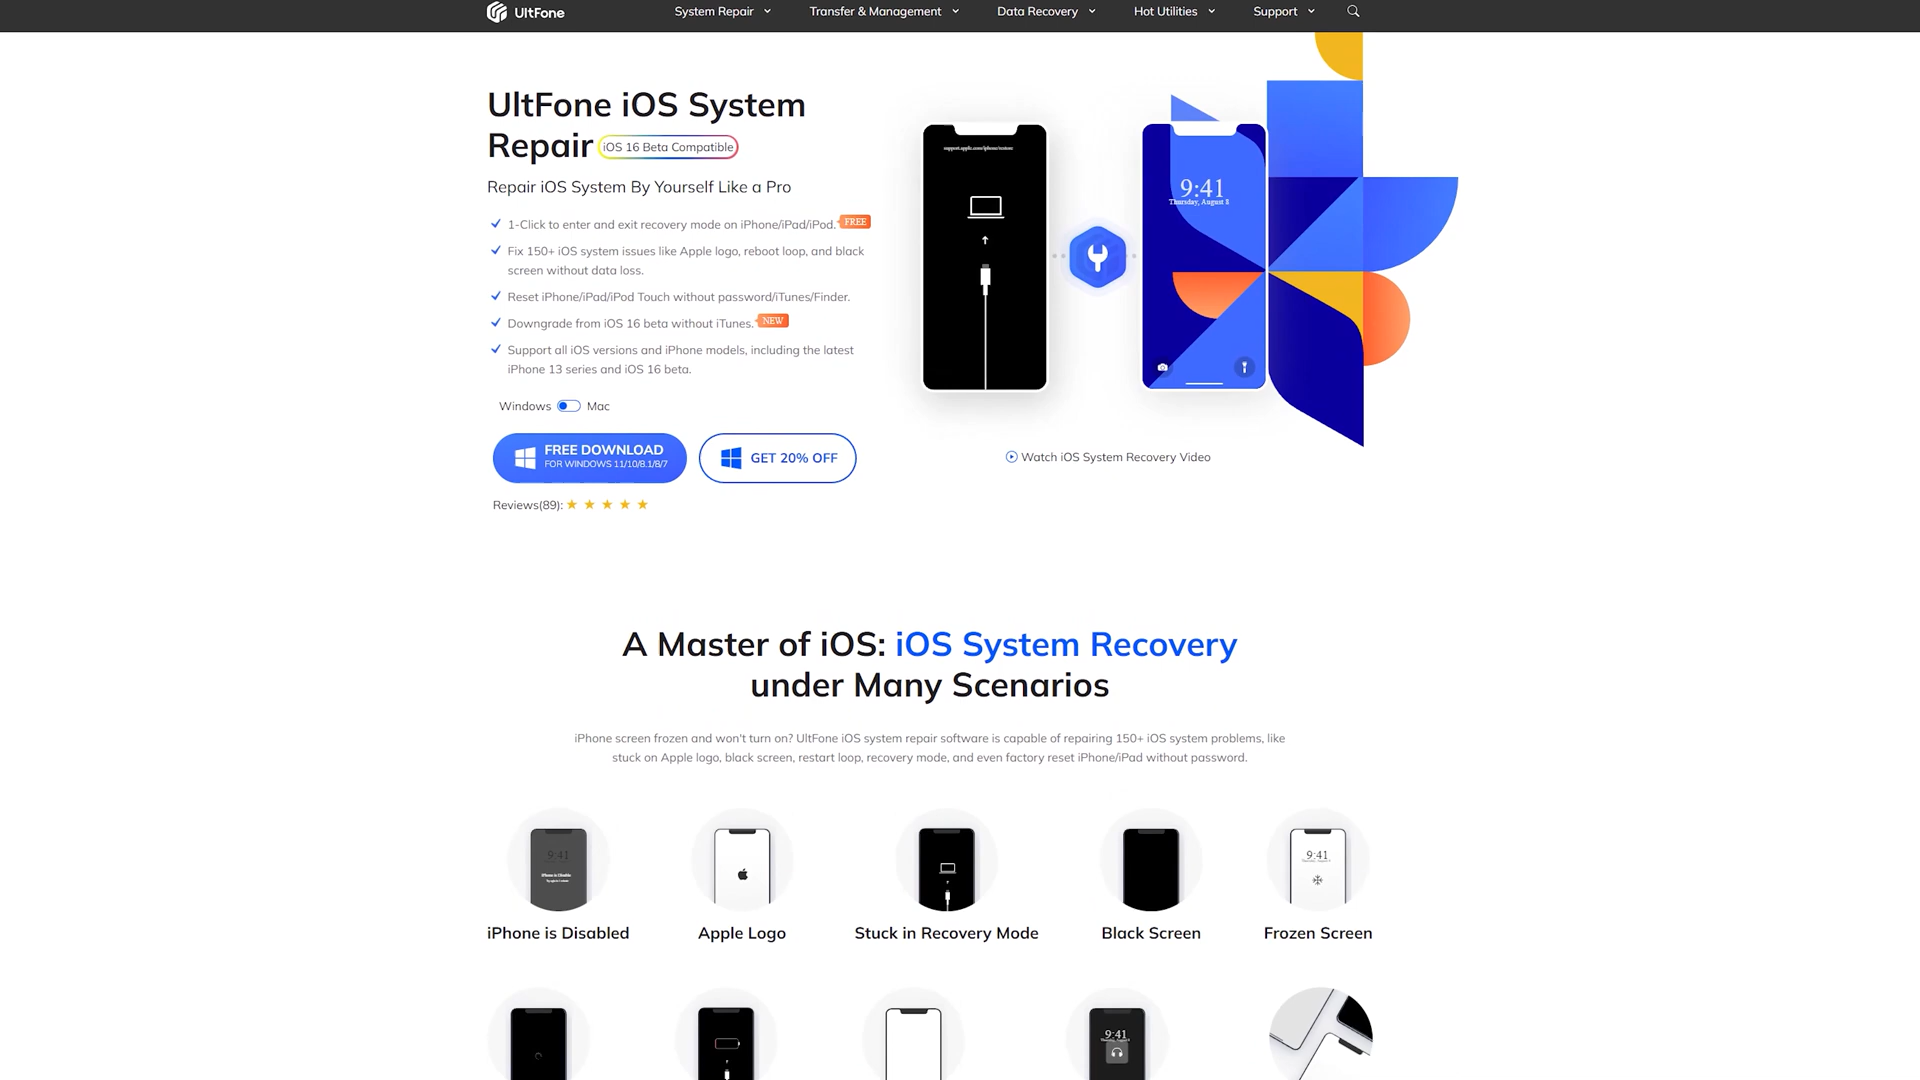 UltFone
System Repair
Transfer & Management
Data Recovery
Hot Utilities
Support
UltFone iOS System
Repair
iOS 16 Beta Compatible
Repair iOS System By Yourself Like a Pro
1-Click to enter and exit recovery mode on iPhone/iPad/iPod.
FREE
Fix 150+ iOS system issues like Apple logo, reboot loop, and black
screen without data loss.
Reset iPhone/iPad/iPod Touch without password/iTunes/Finder.
Downgrade from iOS 16 beta without iTunes.
NEW
Support all iOS versions and iPhone models, including the latest
iPhone 13 series and iOS 16 beta.
Windows
Mac
FREE DOWNLOAD
FOR WINDOWS 11/10/8.1/8/7
GET 20% OFF
Reviews(89):
support.apple.com/iphone/restore
9:41
Thursday, August 8
Watch iOS System Recovery Video
A Master of iOS: iOS System Recovery
under Many Scenarios
iPhone screen frozen and won't turn on? UltFone iOS system repair software is capable of repairing 150+ iOS system problems, like
stuck on Apple logo, black screen, restart loop, recovery mode, and even factory reset iPhone/iPad without password.
9:41
iPhone is Disabled
9:41
iPhone is Disabled
Apple Logo
Stuck in Recovery Mode
Black Screen
Frozen Screen
9:41